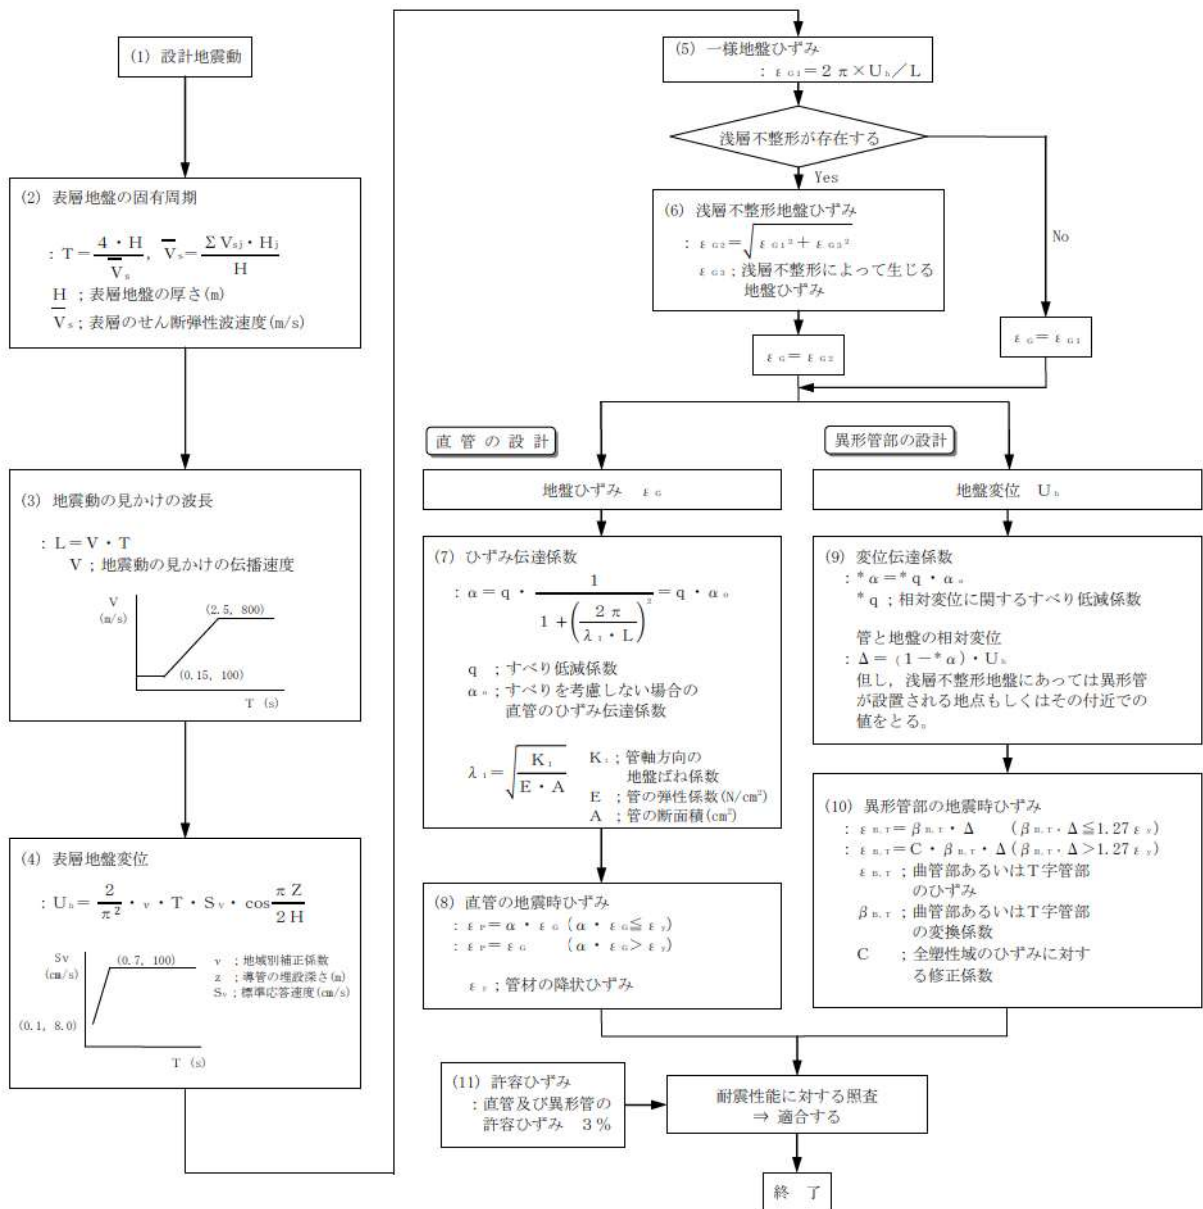 (1) 設計地震動
(2) 表層地盤の固有周期
: T=4・H/V̅s, V̅s=ΣVsj・Hj/H
H ;表層地盤の厚さ(m)
V̅s;表層のせん断弾性波速度(m/s)
(3) 地震動の見かけの波長
: L=V・T
V;地震動の見かけの伝播速度
V
(m/s)
(2.5, 800)
(0.15, 100)
T (s)
(4) 表層地盤変位
: Uh=2/π²・ν・T・Sv・cos πZ/2H
Sv
(cm/s)
(0.7, 100)
(0.1, 8.0)
T (s)
ν ;地域別補正係数
z ;導管の埋設深さ(m)
Sv;標準応答速度(cm/s)
(5) 一様地盤ひずみ
: εG1=2π×Uh/L
浅層不整形が存在する
Yes
No
(6) 浅層不整形地盤ひずみ
: εG2=√(εG1²+εG3²)
εG3;浅層不整形によって生じる
地盤ひずみ
εG=εG2
εG=εG1
直管の設計
地盤ひずみ εG
(7) ひずみ伝達係数
: α=q・1/(1+(2π/(λ1・L))²)=q・αo
q ;すべり低減係数
αo;すべりを考慮しない場合の
直管のひずみ伝達係数
λ1=√(K1/(E・A))
K1;管軸方向の
地盤ばね係数
E ;管の弾性係数(N/cm²)
A ;管の断面積(cm²)
(8) 直管の地震時ひずみ
: εP=α・εG (α・εG≦εy)
: εP=εG (α・εG>εy)
εy;管材の降状ひずみ
異形管部の設計
地盤変位 Uh
(9) 変位伝達係数
: *α=*q・αo
*q;相対変位に関するすべり低減係数
管と地盤の相対変位
: Δ=(1-*α)・Uh
但し, 浅層不整形地盤にあっては異形管
が設置される地点もしくはその付近での
値をとる。
(10) 異形管部の地震時ひずみ
: εB,T=βB,T・Δ (βB,T・Δ≦1.27εy)
: εB,T=C・βB,T・Δ (βB,T・Δ>1.27εy)
εB,T;曲管部あるいはT字管部
のひずみ
βB,T;曲管部あるいはT字管部
の変換係数
C ;全塑性域のひずみに対す
る修正係数
(11) 許容ひずみ
: 直管及び異形管の
許容ひずみ 3%
耐震性能に対する照査
⇒ 適合する
終 了